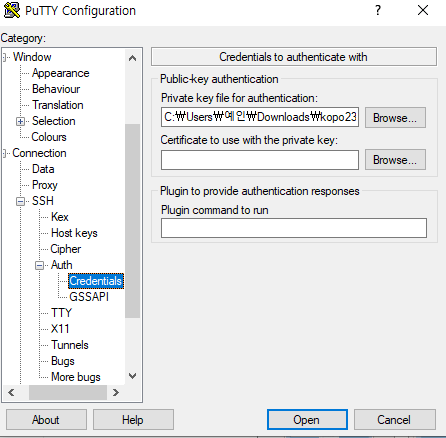 PuTTY Configuration
?
Category:
Window
Appearance
Behaviour
Translation
Selection
Colours
Connection
Data
Proxy
SSH
Kex
Host keys
Cipher
Auth
Credentials
GSSAPI
TTY
X11
Tunnels
Bugs
More bugs
Credentials to authenticate with
Public-key authentication
Private key file for authentication:
C:₩Users₩예인₩Downloads₩kopo23
Browse...
Certificate to use with the private key:
Browse...
Plugin to provide authentication responses
Plugin command to run
About
Help
Open
Cancel